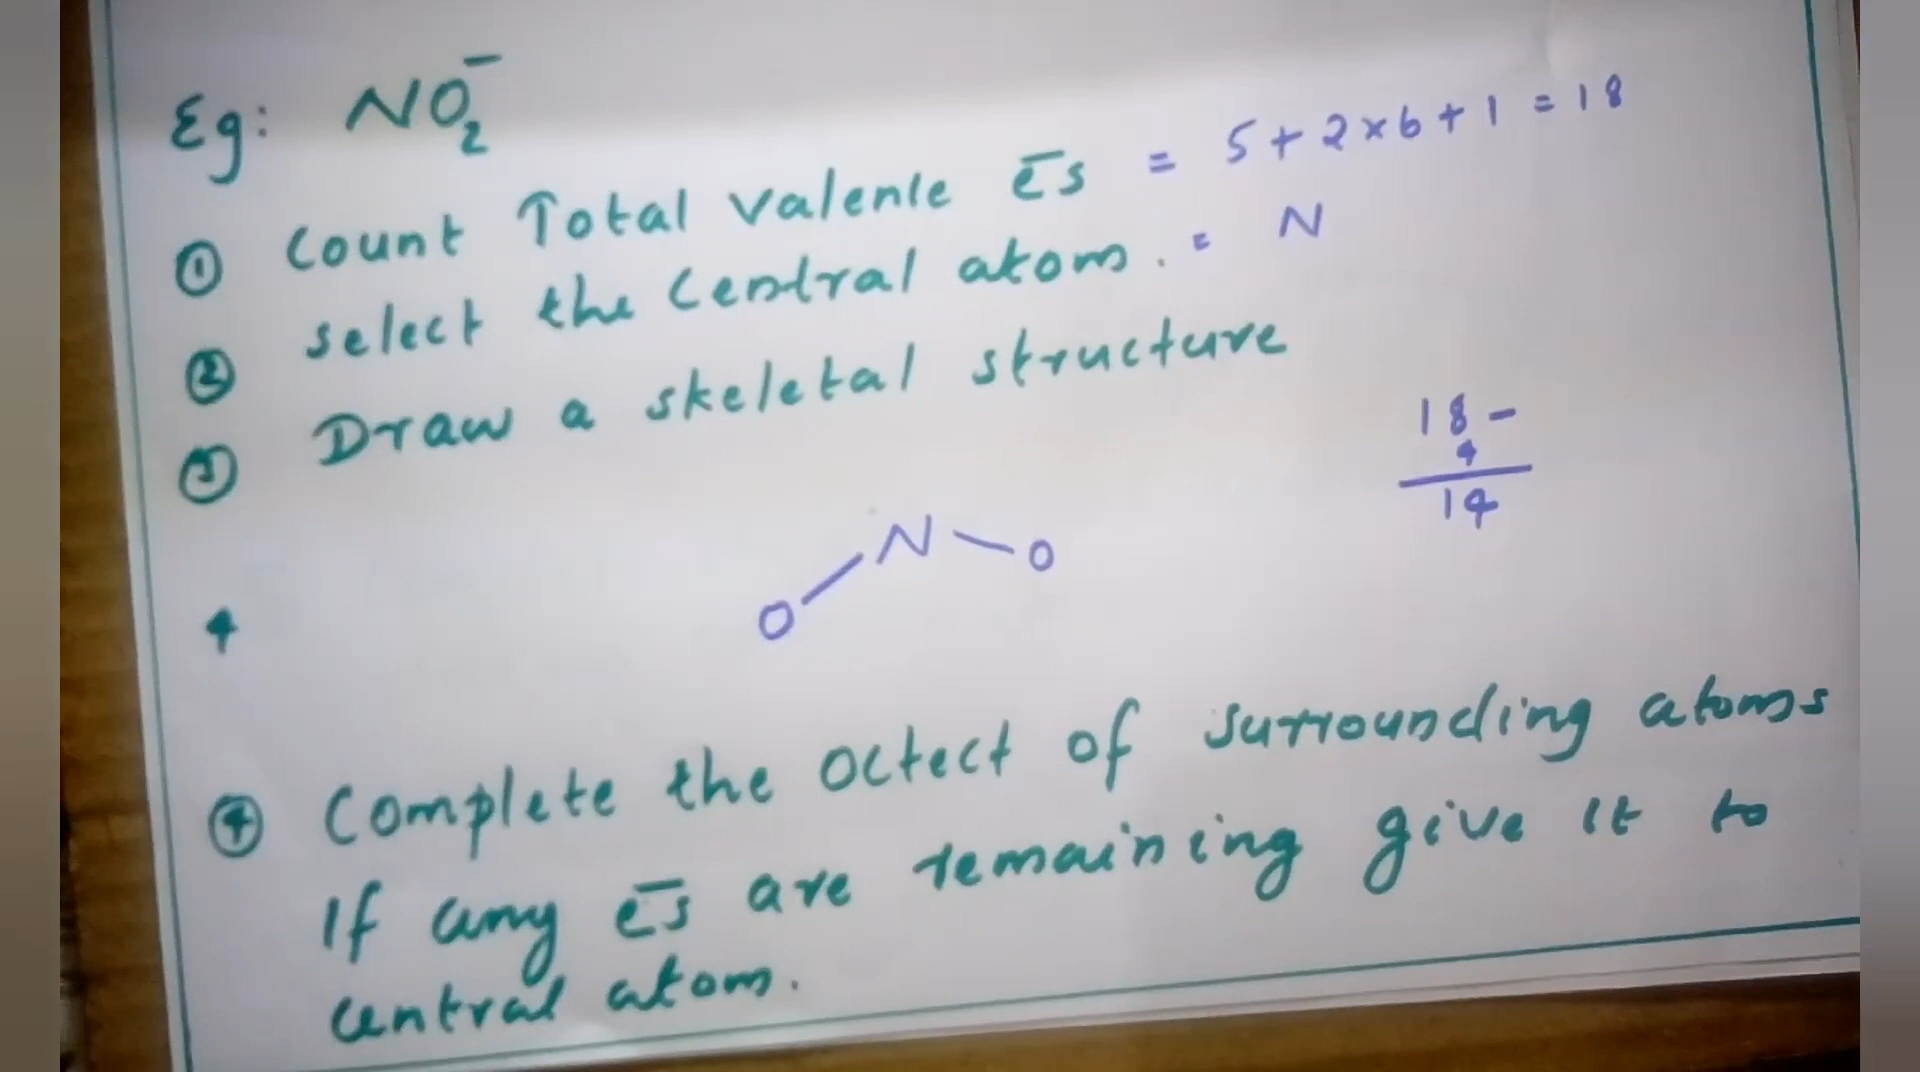 Eg: NO₂⁻
① Count Total valenle e̅s = 5+2×6+1 = 18
② select the Central atom. = N
③ Draw a skeletal structure
18 -
4
14
N
O O
4
④ Complete the octect of surrounding atoms
If any e̅s are remaining give it to
central atom.